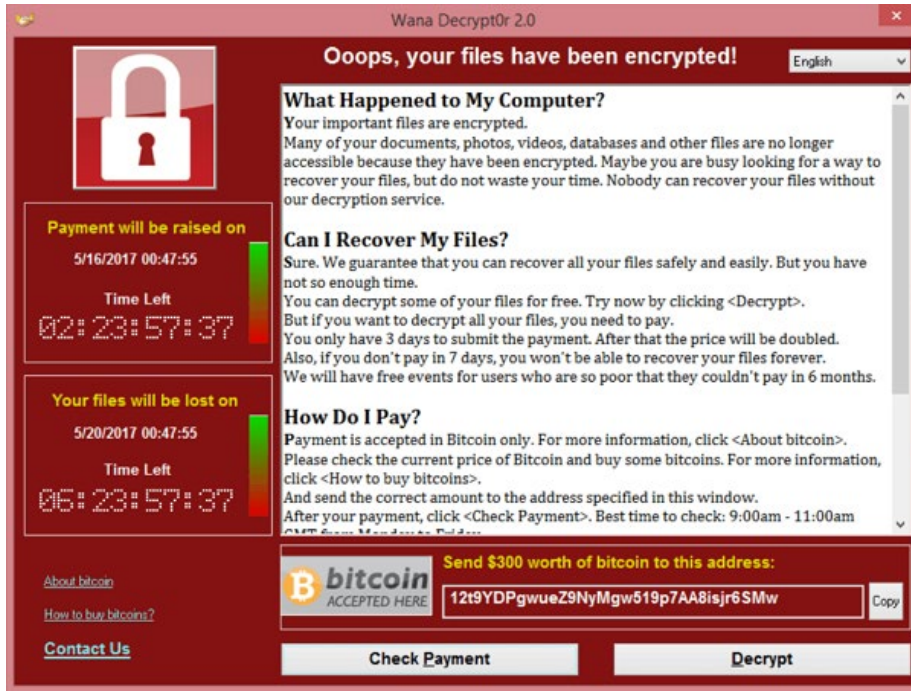 Wana Decrypt0r 2.0
Ooops, your files have been encrypted!
English
Payment will be raised on
5/16/2017 00:47:55
Time Left
02:23:57:37
Your files will be lost on
5/20/2017 00:47:55
Time Left
06:23:57:37
About bitcoin
How to buy bitcoins?
Contact Us
What Happened to My Computer?
Your important files are encrypted.
Many of your documents, photos, videos, databases and other files are no longer
accessible because they have been encrypted. Maybe you are busy looking for a way to
recover your files, but do not waste your time. Nobody can recover your files without
our decryption service.
Can I Recover My Files?
Sure. We guarantee that you can recover all your files safely and easily. But you have
not so enough time.
You can decrypt some of your files for free. Try now by clicking <Decrypt>.
But if you want to decrypt all your files, you need to pay.
You only have 3 days to submit the payment. After that the price will be doubled.
Also, if you don't pay in 7 days, you won't be able to recover your files forever.
We will have free events for users who are so poor that they couldn't pay in 6 months.
How Do I Pay?
Payment is accepted in Bitcoin only. For more information, click <About bitcoin>.
Please check the current price of Bitcoin and buy some bitcoins. For more information,
click <How to buy bitcoins>.
And send the correct amount to the address specified in this window.
After your payment, click <Check Payment>. Best time to check: 9:00am - 11:00am
GMT from Monday to Friday
bitcoin
ACCEPTED HERE
Send $300 worth of bitcoin to this address:
12t9YDPgwueZ9NyMgw519p7AA8isjr6SMw
Copy
Check Payment
Decrypt